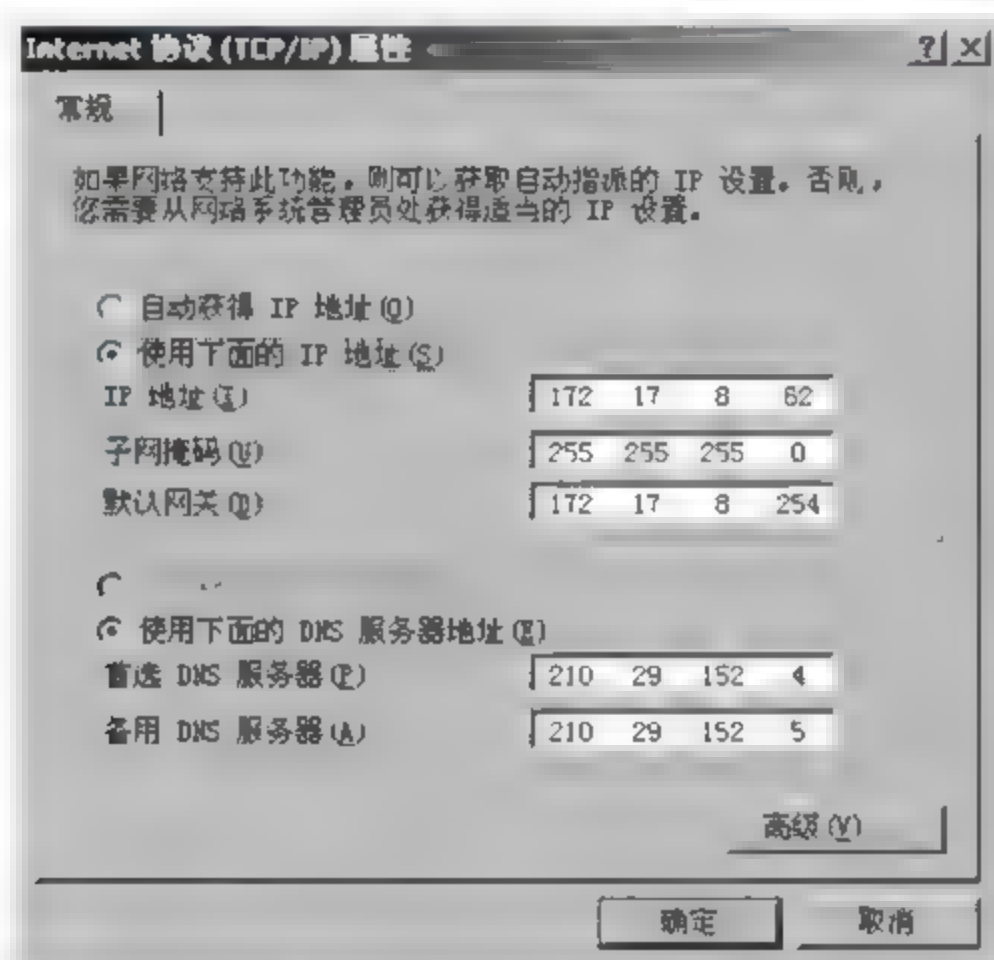 Internet 协议(TCP/IP)属性 ? ×
常规
如果网络支持此功能,则可以获取自动指派的 IP 设置。否则,
您需要从网络系统管理员处获得适当的 IP 设置。
自动获得 IP 地址(O)
使用下面的 IP 地址(S)
IP 地址(I) 172 17 8 62
子网掩码(U) 255 255 255 0
默认网关(D) 172 17 8 254
使用下面的 DNS 服务器地址(E)
首选 DNS 服务器(P) 210 29 152 4
备用 DNS 服务器(A) 210 29 152 5
高级(V)
确定 取消